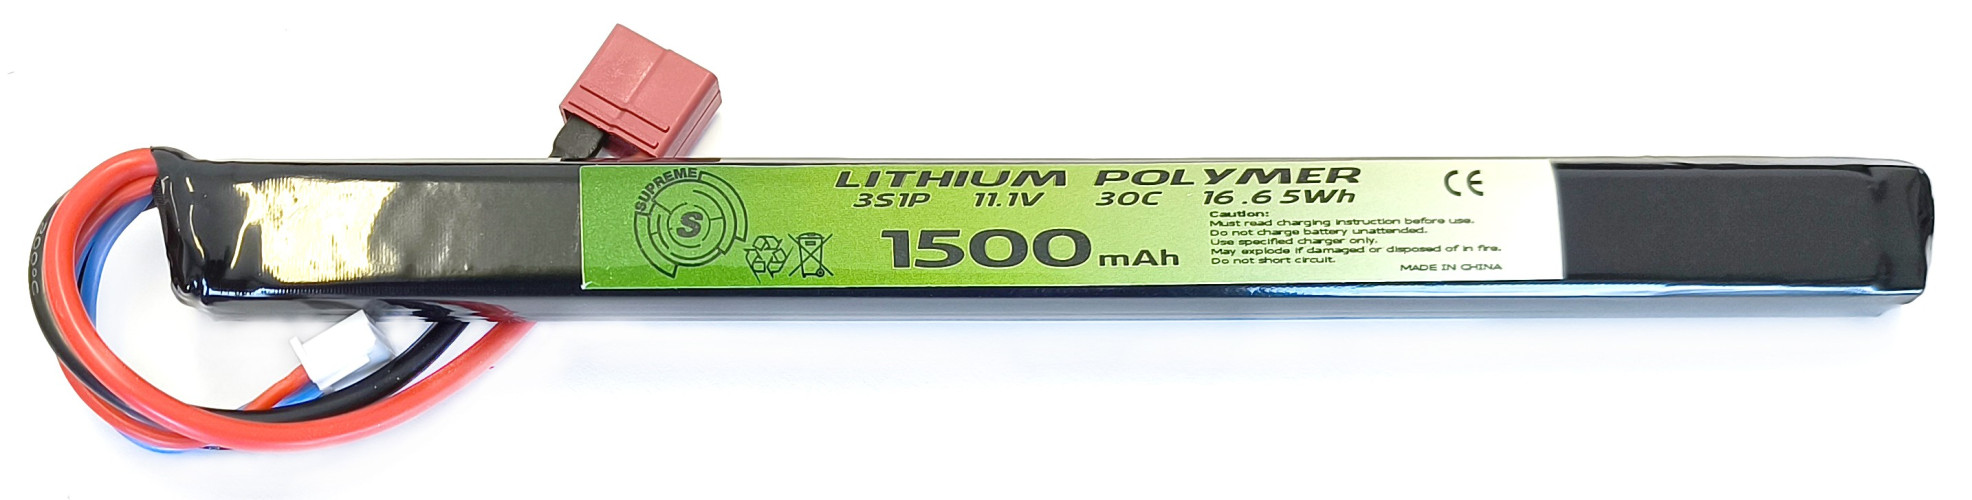 SUPREME
S
LITHIUM POLYMER
3S1P 11.1V 30C 16.65Wh
1500mAh
CE
Caution:
Must read charging instruction before use.
Do not charge battery unattended.
Use specified charger only.
May explode if damaged or disposed of in fire.
Do not short circuit.
MADE IN CHINA